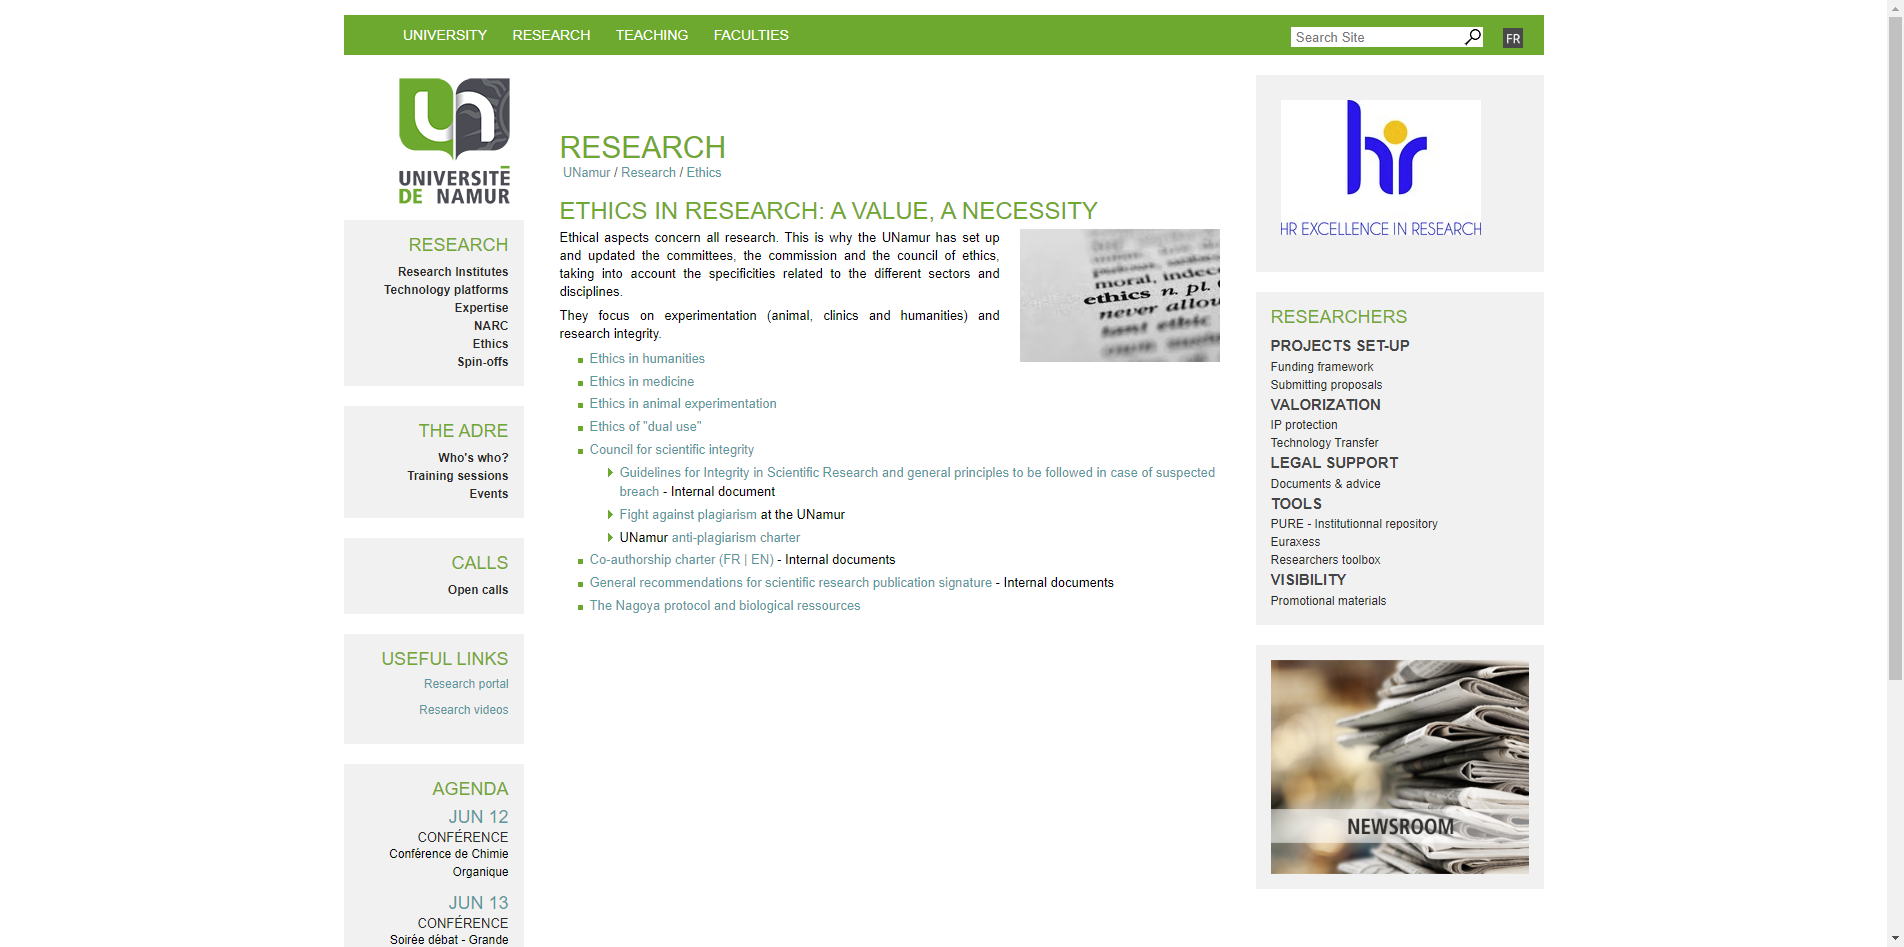 UNIVERSITY RESEARCH TEACHING FACULTIES
Search Site
FR
UNIVERSITÉ
DE NAMUR
RESEARCH
Research Institutes
Technology platforms
Expertise
NARC
Ethics
Spin-offs
THE ADRE
Who's who?
Training sessions
Events
CALLS
Open calls
USEFUL LINKS
Research portal
Research videos
AGENDA
JUN 12
CONFÉRENCE
Conférence de Chimie
Organique
JUN 13
CONFÉRENCE
Soirée débat - Grande
RESEARCH
UNamur / Research / Ethics
ETHICS IN RESEARCH: A VALUE, A NECESSITY
Ethical aspects concern all research. This is why the UNamur has set up
and updated the committees, the commission and the council of ethics,
taking into account the specificities related to the different sectors and
disciplines.
They focus on experimentation (animal, clinics and humanities) and
research integrity.
moral, indec
ethics n. pl.
never allou
Ethics in humanities
Ethics in medicine
Ethics in animal experimentation
Ethics of "dual use"
Council for scientific integrity
Guidelines for Integrity in Scientific Research and general principles to be followed in case of suspected
breach - Internal document
Fight against plagiarism at the UNamur
UNamur anti-plagiarism charter
Co-authorship charter (FR | EN) - Internal documents
General recommendations for scientific research publication signature - Internal documents
The Nagoya protocol and biological ressources
hr
HR EXCELLENCE IN RESEARCH
RESEARCHERS
PROJECTS SET-UP
Funding framework
Submitting proposals
VALORIZATION
IP protection
Technology Transfer
LEGAL SUPPORT
Documents & advice
TOOLS
PURE - Institutionnal repository
Euraxess
Researchers toolbox
VISIBILITY
Promotional materials
NEWSROOM